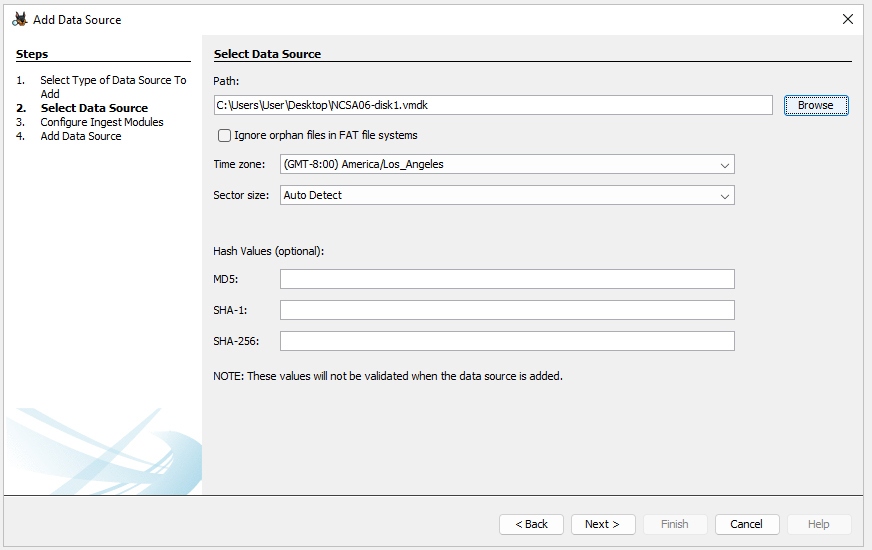 Add Data Source
Steps
1. Select Type of Data Source To
Add
2. Select Data Source
3. Configure Ingest Modules
4. Add Data Source
Select Data Source
Path:
C:\Users\User\Desktop\NCSA06-disk1.vmdk
Browse
Ignore orphan files in FAT file systems
Time zone: (GMT-8:00) America/Los_Angeles
Sector size: Auto Detect
Hash Values (optional):
MD5:
SHA-1:
SHA-256:
NOTE: These values will not be validated when the data source is added.
< Back Next > Finish Cancel Help